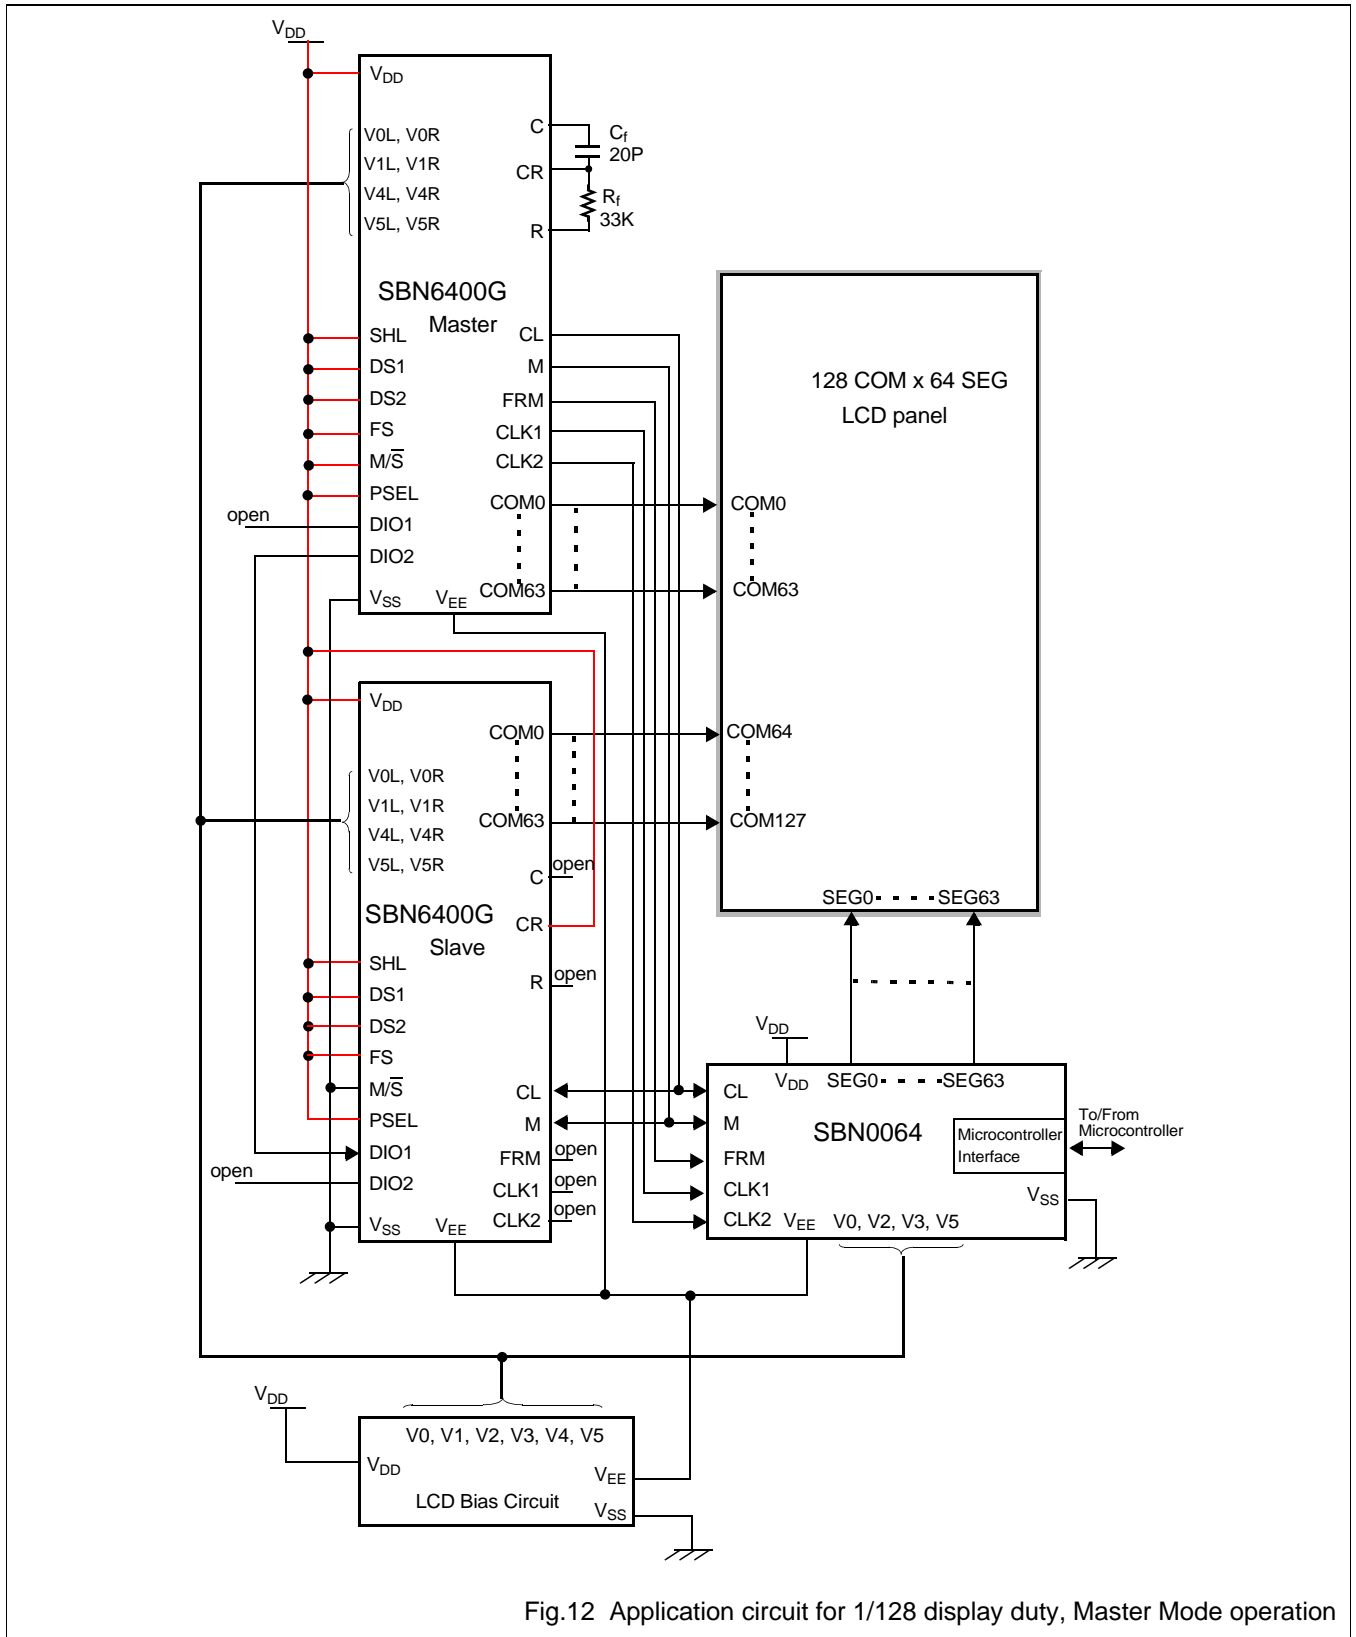 VDD
VDD
V0L, V0R
V1L, V1R
V4L, V4R
V5L, V5R
C
CR
R
Cf
20P
Rf
33K
SBN6400G
Master
SHL
DS1
DS2
FS
M/S̅
PSEL
open
DIO1
DIO2
VSS
VEE
CL
M
FRM
CLK1
CLK2
COM0
COM63
128 COM x 64 SEG
LCD panel
COM0
COM63
COM64
COM127
SEG0
SEG63
VDD
COM0
COM63
V0L, V0R
V1L, V1R
V4L, V4R
V5L, V5R
C
open
SBN6400G
CR
Slave
R
open
SHL
DS1
DS2
FS
M/S̅
PSEL
DIO1
open
DIO2
VSS
VEE
CL
M
FRM
open
CLK1
open
CLK2
open
VDD
VDD
SEG0
SEG63
CL
M
FRM
CLK1
CLK2
SBN0064
Microcontroller
Interface
To/From
Microcontroller
VSS
VEE
V0, V2, V3, V5
VDD
V0, V1, V2, V3, V4, V5
VDD
VEE
LCD Bias Circuit
VSS
Fig.12 Application circuit for 1/128 display duty, Master Mode operation